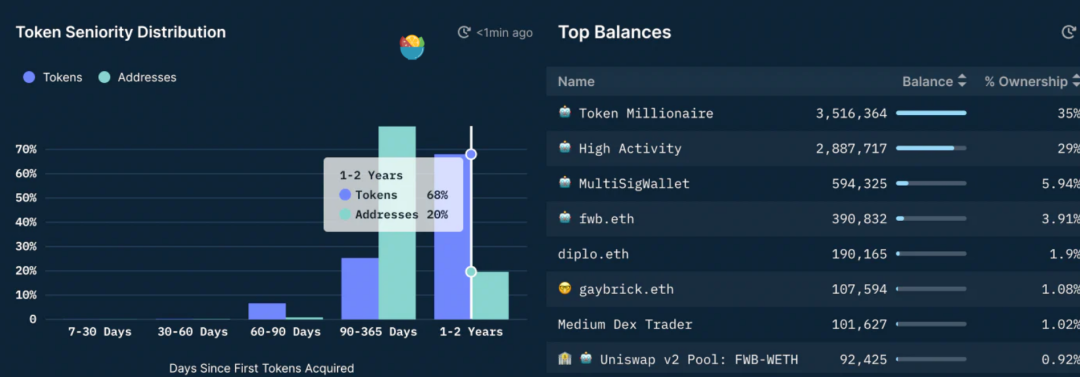 Token Seniority Distribution
<1min ago
Tokens
Addresses
70%
60%
50%
40%
30%
20%
10%
0
1-2 Years
Tokens 68%
Addresses 20%
7-30 Days 30-60 Days 60-90 Days 90-365 Days 1-2 Years
Days Since First Tokens Acquired
Top Balances
Name Balance % Ownership
Token Millionaire 3,516,364 35%
High Activity 2,887,717 29%
MultiSigWallet 594,325 5.94%
fwb.eth 390,832 3.91%
diplo.eth 190,165 1.9%
gaybrick.eth 107,594 1.08%
Medium Dex Trader 101,627 1.02%
Uniswap v2 Pool: FWB-WETH 92,425 0.92%